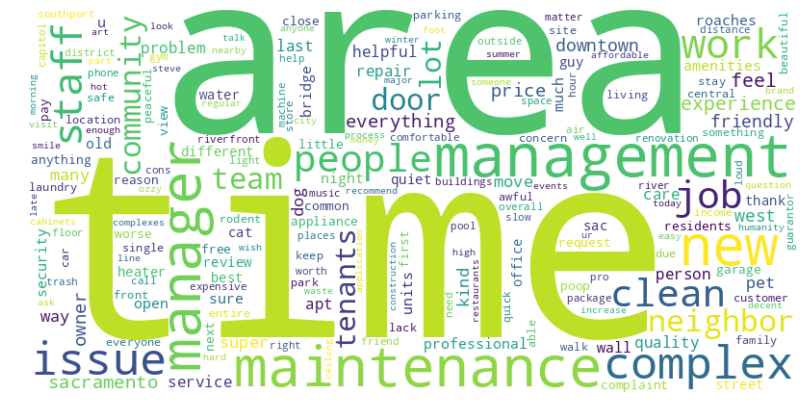 southport
u
close
parking
matter
look
art
talk
nearby
anyone
foot
site
roaches
distance
beautiful
capitol
staff
community
area
problem
last
helpful
winter
downtown
work
district
part
gym
steve
help
major
affordable
outside
guy
amenities
morning
hot
phone
water
bridge
repair
summer
someone
hour
stay
central
brand
pay
safe
view
regular
machine
store
door
lot
price
much
living
feel
experience
visit
location
peaceful
riverfront
city
everything
space
friendly
smile
enough
process
comfortable
concern
air
well
renovation
something
old
different
little
money
people
management
anything
cons
light
loud
many
reason
team
night
quiet
buildings
move
events
river
today
question
laundry
ozzy
dog
music
recommend
awful
care
job
thank
late
cabinets
rodent
common
appliance
overall
slow
residents
income
west
guarantor
floor
complexes
cat
places
pool
sac
ur
easy
humanity
new
time
worse
single
manager
free
wish
keep
high
request
due
security
car
line
heater
review
worth
tenants
application
construction
units
first
kind
restaurants
office
person
garage
trash
call
best
park
pro
pet
ask
front
open
expensive
sure
apt
waste
need
quick
package
poop
clean
customer
decent
way
owner
next
entire
increase
neighbor
everyone
super
right
lack
professional
able
walk
wall
quality
family
issue
hard
ceiling
friend
maintenance
complex
sacramento
service
complaint
street